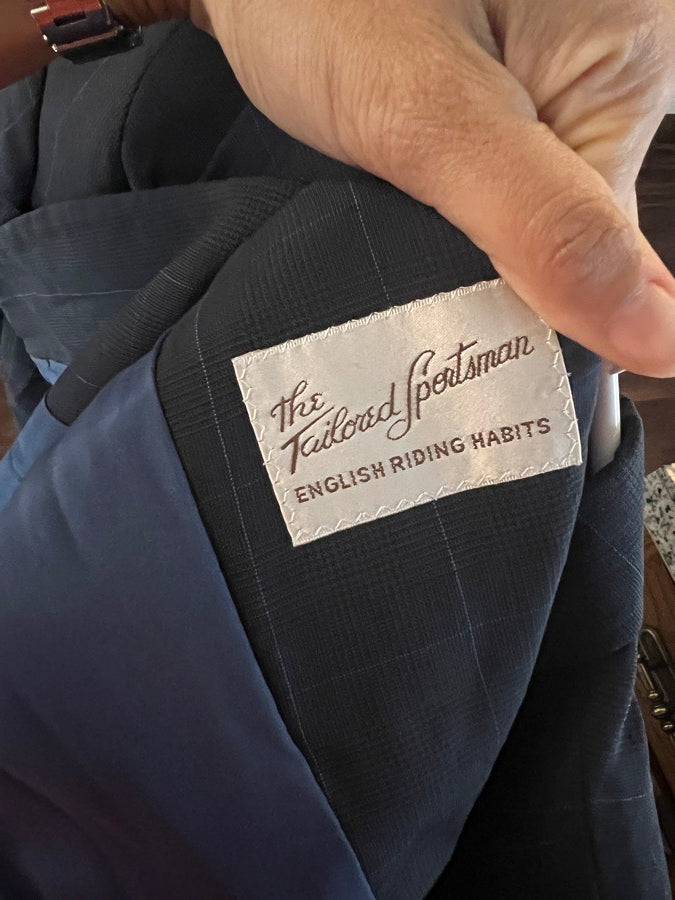 The
Tailored Sportsman
ENGLISH RIDING HABITS